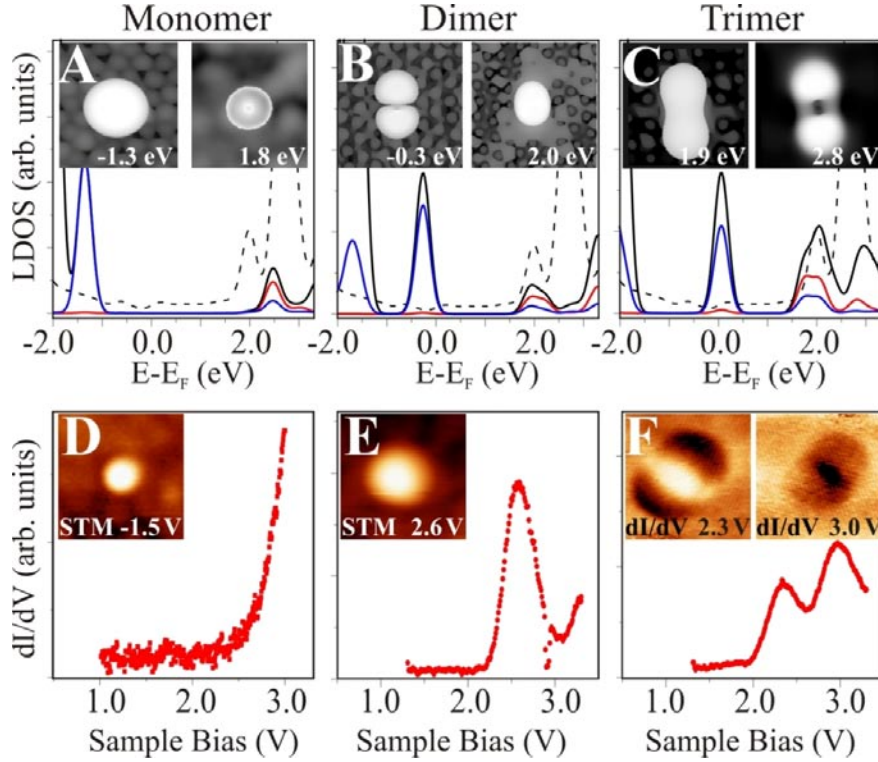 Monomer Dimer Trimer
A B C
-1.3 eV 1.8 eV -0.3 eV 2.0 eV 1.9 eV 2.8 eV
LDOS (arb. units)
-2.0 0.0 2.0 -2.0 0.0 2.0 -2.0 0.0 2.0
E-EF (eV) E-EF (eV) E-EF (eV)
D E F
STM -1.5 V STM 2.6 V dI/dV 2.3 V dI/dV 3.0 V
dI/dV (arb. units)
1.0 2.0 3.0 1.0 2.0 3.0 1.0 2.0 3.0
Sample Bias (V) Sample Bias (V) Sample Bias (V)